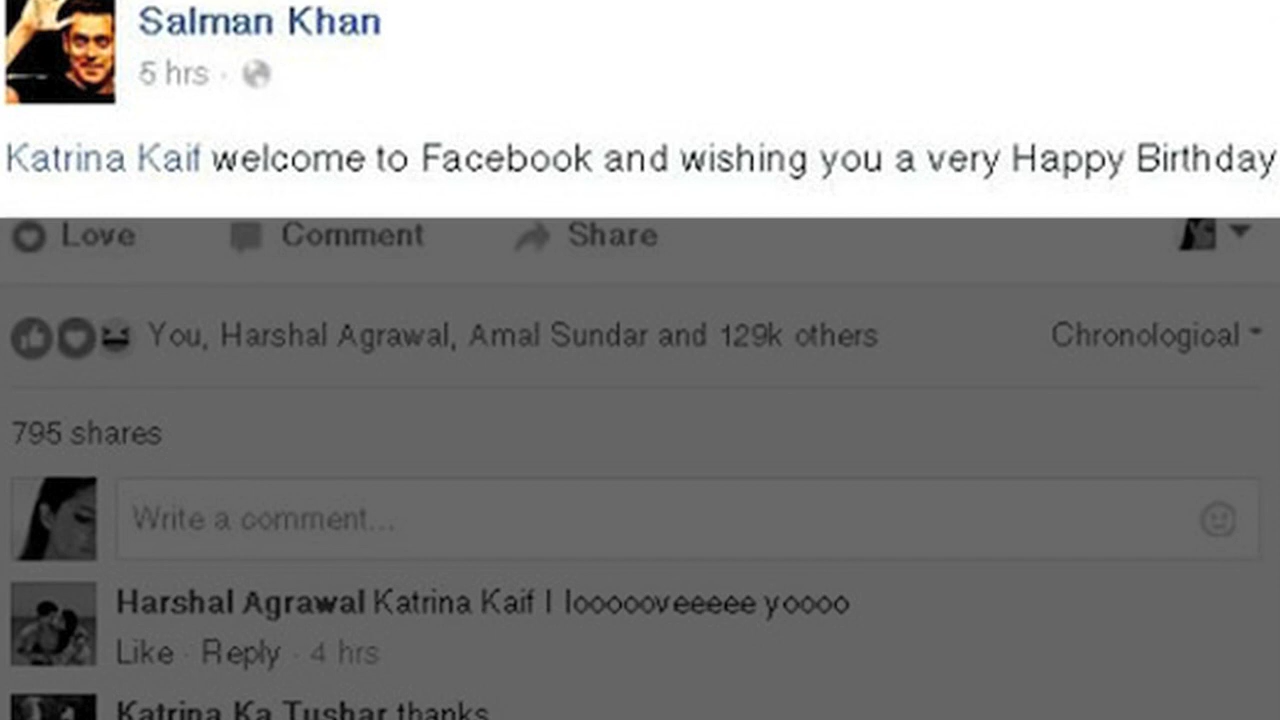 Salman Khan
5 hrs ·
Katrina Kaif welcome to Facebook and wishing you a very Happy Birthday
Love Comment Share
You, Harshal Agrawal, Amal Sundar and 129k others Chronological
795 shares
Write a comment...
Harshal Agrawal Katrina Kaif I loooooveeeee yoooo
Like · Reply · 4 hrs
Katrina Ka Tushar thanks